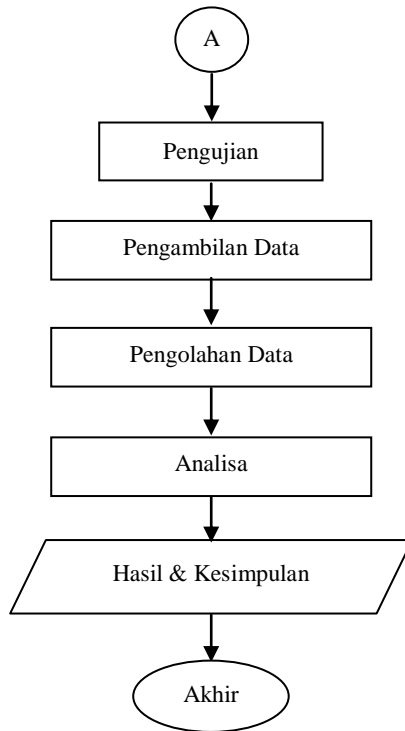 A
Pengujian
Pengambilan Data
Pengolahan Data
Analisa
Hasil & Kesimpulan
Akhir